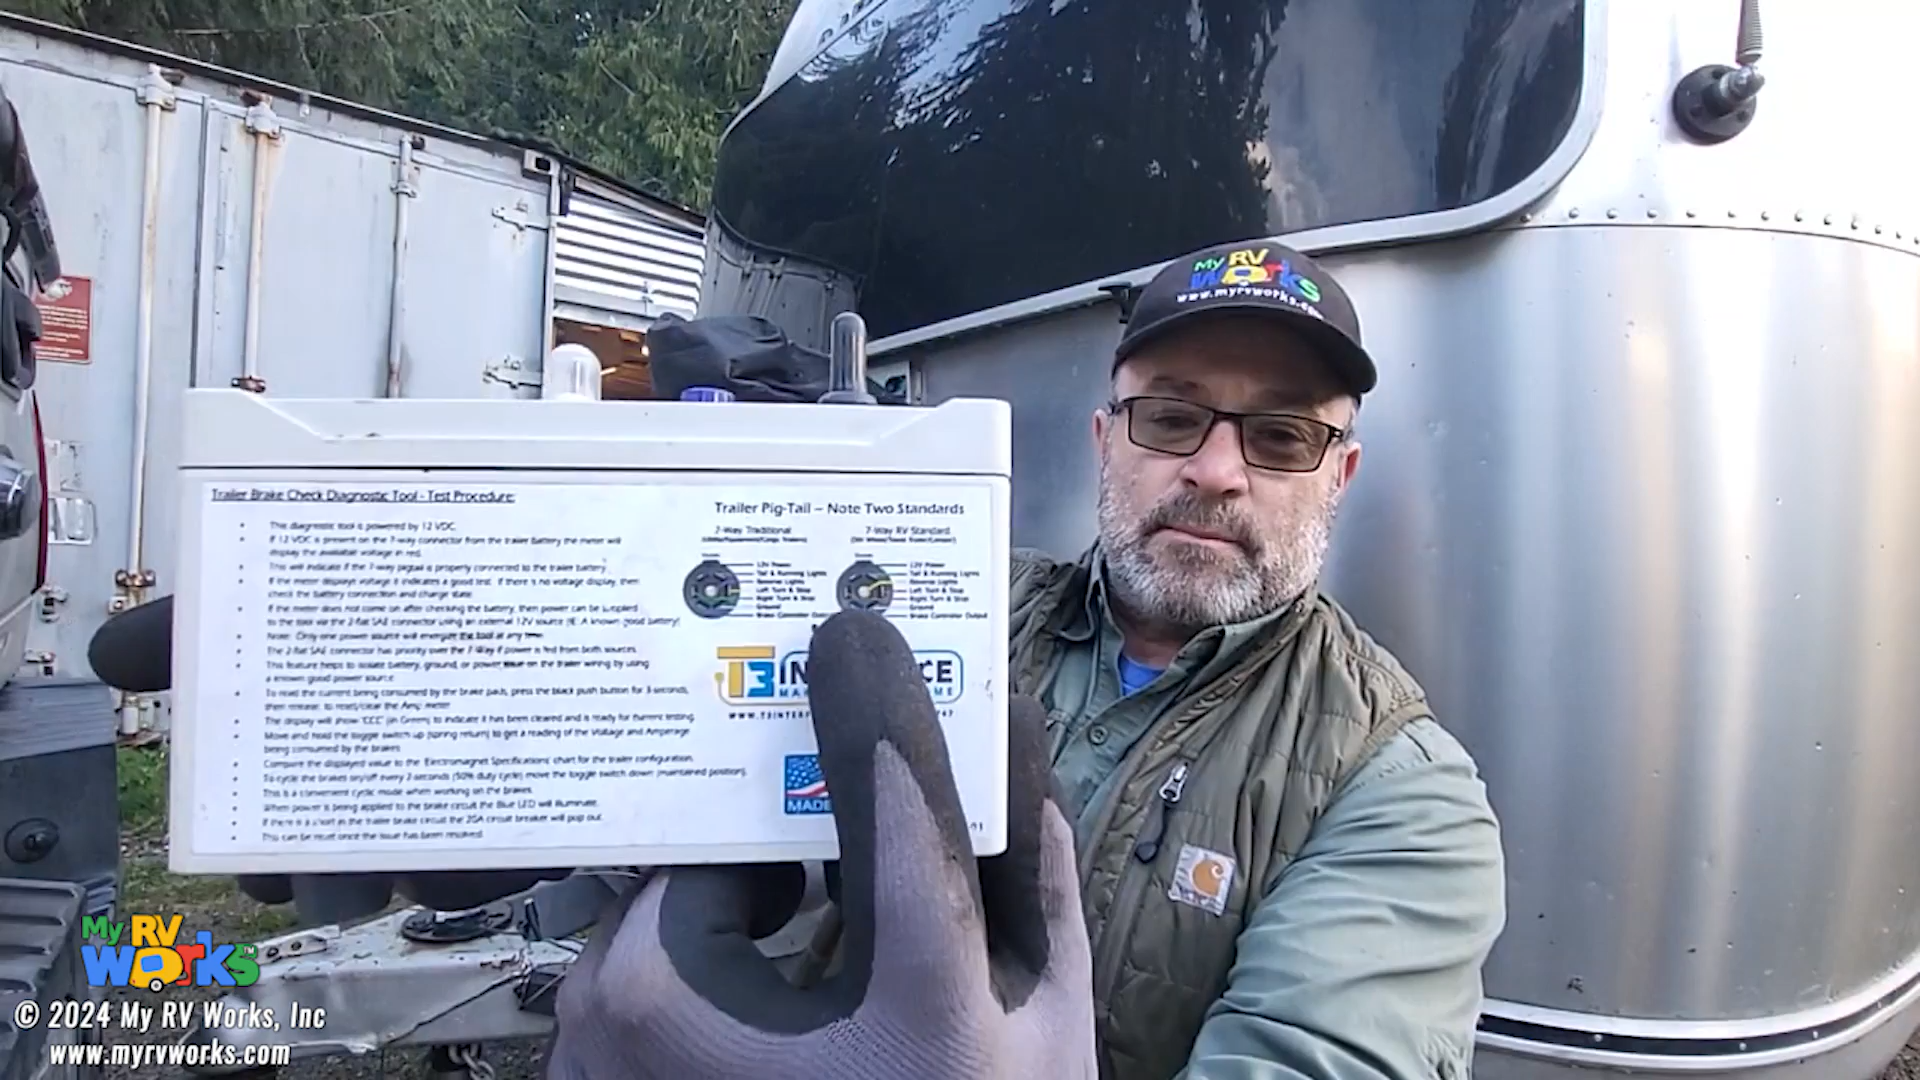 My RV
Works
www.myrvworks.com
Trailer Brake Check Diagnostic Tool - Test Procedure:
This diagnostic tool is powered by 12 VDC.
If 12 VDC is present on the 7-way connector from the trailer battery the meter will
display the available voltage in red.
This will indicate if the 7-way pigtail is properly connected to the trailer battery
If the meter displays voltage it indicates a good test. If there is no voltage display, then
check the battery connection and charge state.
If the meter does not come on after checking the battery, then power can be supplied
to the tool via the 2-flat SAE connector using an external 12V source (IE: A known good battery)
Note: Only one power source will energize the tool at any time.
The 2-flat SAE connector has priority over the 7-Way if power is fed from both sources.
This feature helps to isolate battery, ground, or power issue on the trailer wiring by using
a known good power source
To read the current being consumed by the brake pads, press the black push button for 3 seconds,
then release, to reset/clear the Amp meter
The display will show 'CCC' (in Green) to indicate it has been cleared and is ready for current testing.
Move and hold the toggle switch up (spring return) to get a reading of the Voltage and Amperage
being consumed by the brakes
Compare the displayed value to the 'Electromagnet Specifications' chart for the trailer configuration.
To cycle the brakes on/off every 2 seconds (50% duty cycle) move the toggle switch down (maintained position).
This is a convenient cyclic mode when working on the brakes.
When power is being applied to the brake circuit the Blue LED will illuminate.
If there is a short in the trailer brake circuit the 20A circuit breaker will pop out.
This can be reset once the issue has been resolved.
Trailer Pig-Tail – Note Two Standards
7-Way Traditional
7-Way RV Standard
12V Power
Tail & Running Lights
Reverse Lights
Left Turn & Stop
Right Turn & Stop
Ground
Brake Controller
12V Power
Tail & Running Lights
Reverse Lights
Left Turn & Stop
Right Turn & Stop
Ground
Brake Controller Output
T3 IN CE
MA ME
WWW.T3INTERF
MADE
My RV
Works™
© 2024 My RV Works, Inc
www.myrvworks.com